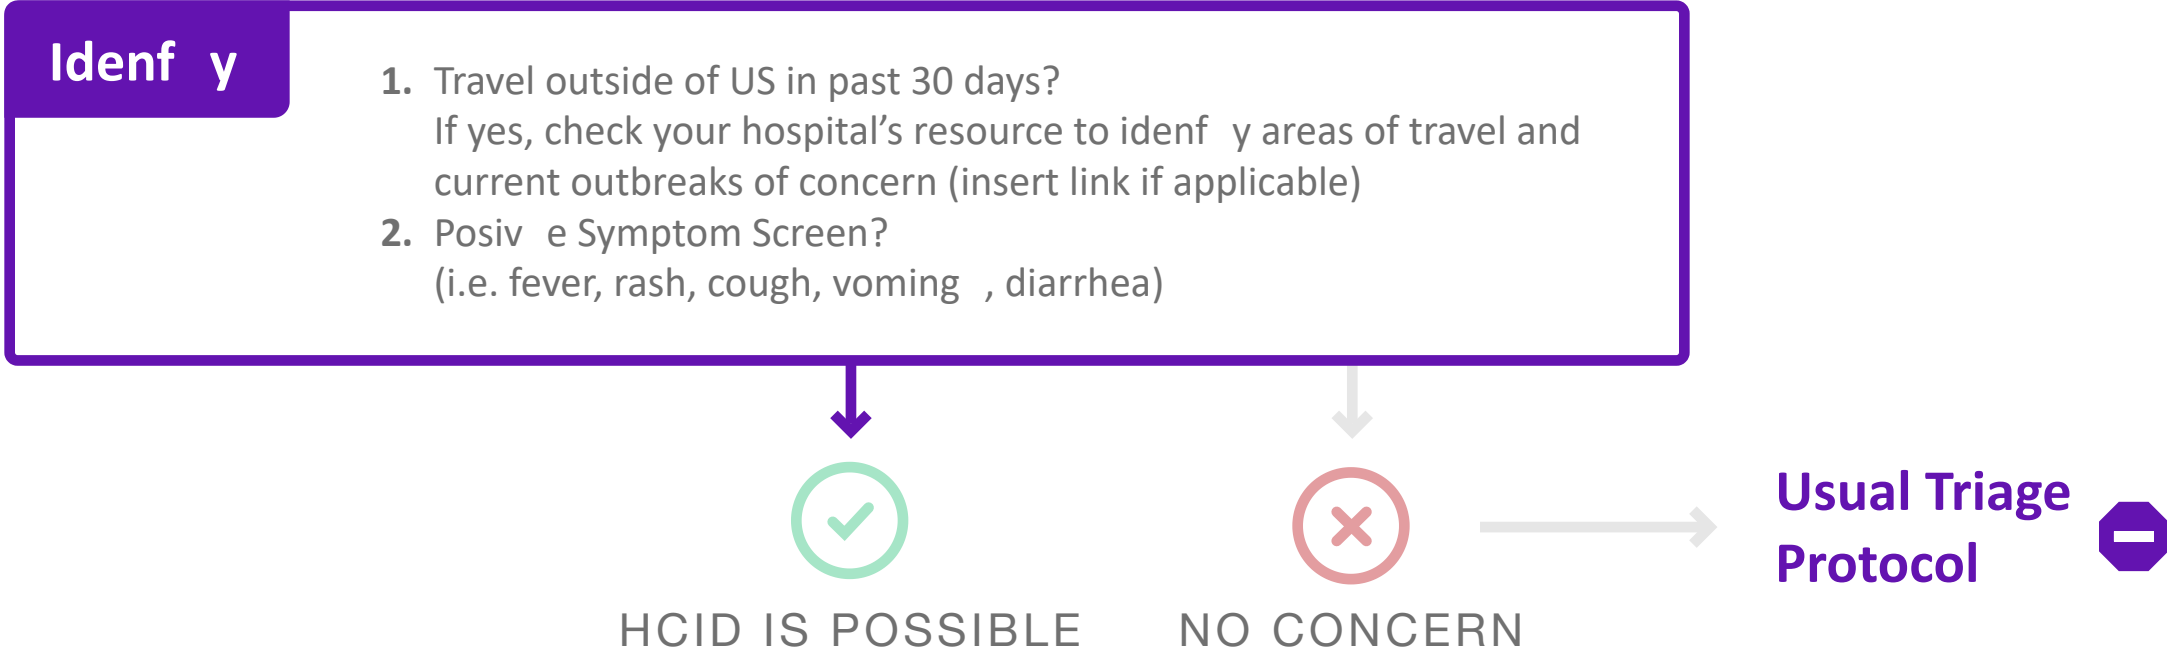 Idenf y
1. Travel outside of US in past 30 days?
If yes, check your hospital’s resource to idenf y areas of travel and
current outbreaks of concern (insert link if applicable)
2. Posiv e Symptom Screen?
(i.e. fever, rash, cough, voming , diarrhea)
HCID IS POSSIBLE
NO CONCERN
Usual Triage
Protocol